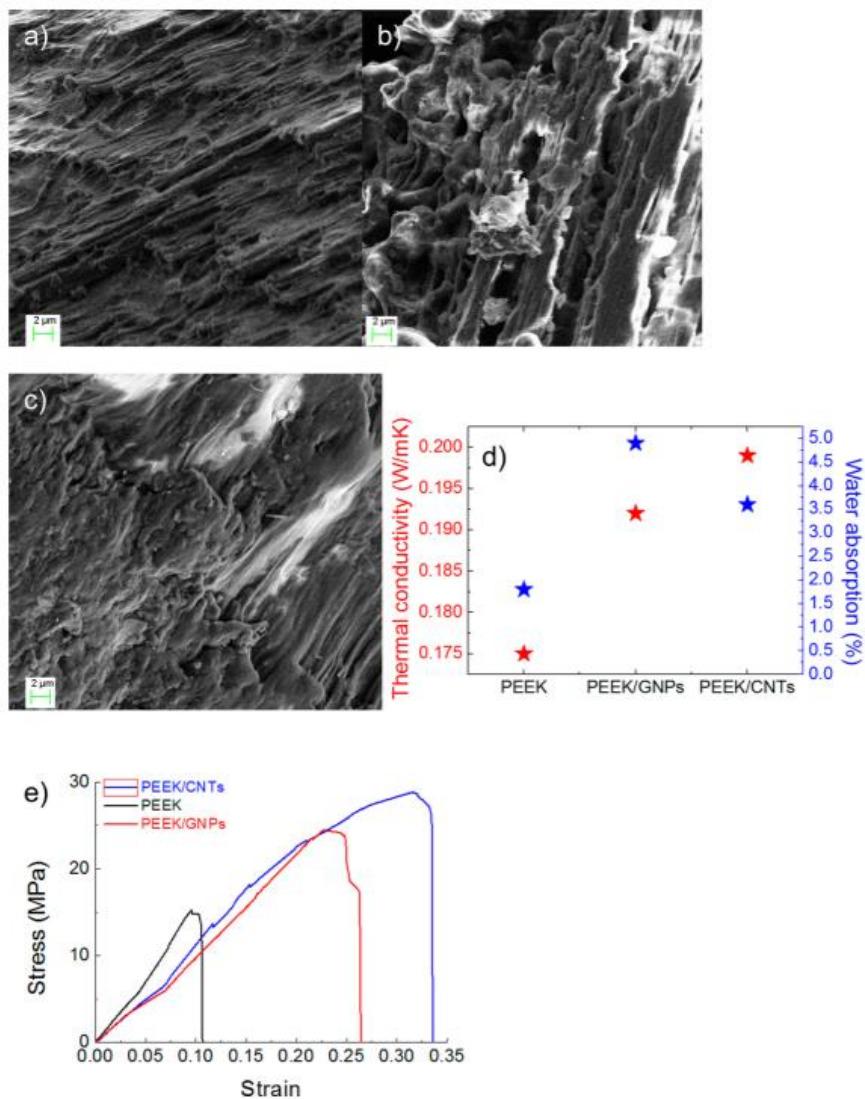 a)
b)
2 µm
2 µm
c)
2 µm
d)
Thermal conductivity (W/mK)
0.200
0.195
0.190
0.185
0.180
0.175
5.0
4.5
4.0
3.5
3.0
2.5
2.0
1.5
1.0
0.5
0.0
Water absorption (%)
PEEK PEEK/GNPs PEEK/CNTs
e)
PEEK/CNTs
PEEK
PEEK/GNPs
Stress (MPa)
30
20
10
0
0.00 0.05 0.10 0.15 0.20 0.25 0.30 0.35
Strain